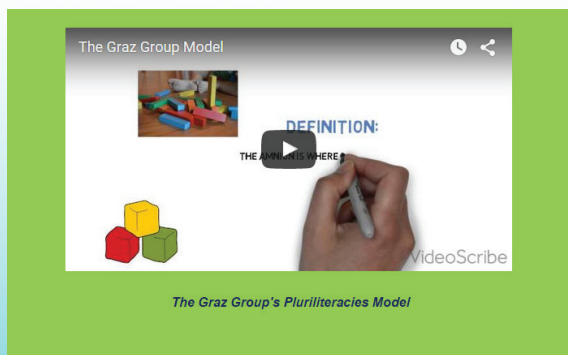 The Graz Group Model
DEFINITION:
THE AMNION IS WHERE
VideoScribe
The Graz Group's Pluriliteracies Model